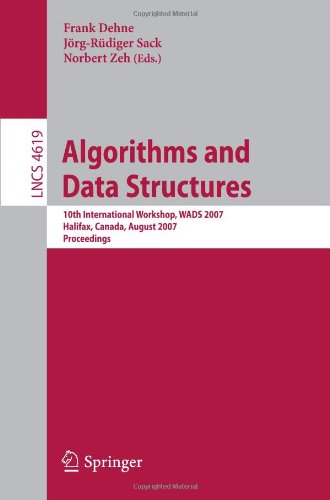 Frank Dehne
Jörg-Rüdiger Sack
Norbert Zeh (Eds.)
LNCS 4619
Algorithms and
Data Structures
10th International Workshop, WADS 2007
Halifax, Canada, August 2007
Proceedings
Springer